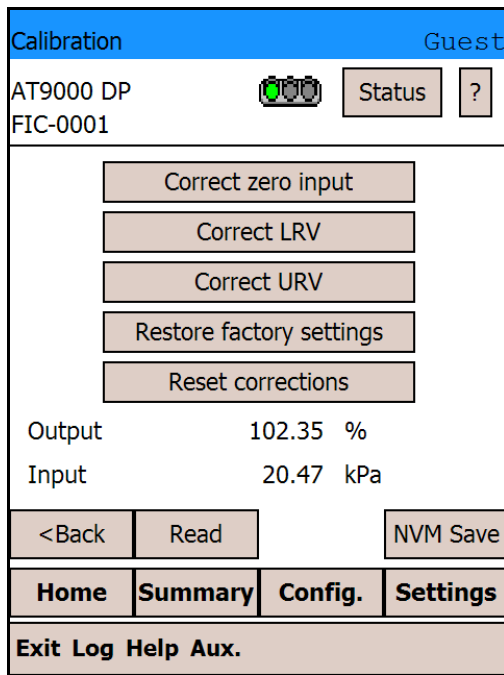 Calibration Guest
AT9000 DP Status ?
FIC-0001
Correct zero input
Correct LRV
Correct URV
Restore factory settings
Reset corrections
Output 102.35 %
Input 20.47 kPa
<Back Read NVM Save
Home Summary Config. Settings
Exit Log Help Aux.